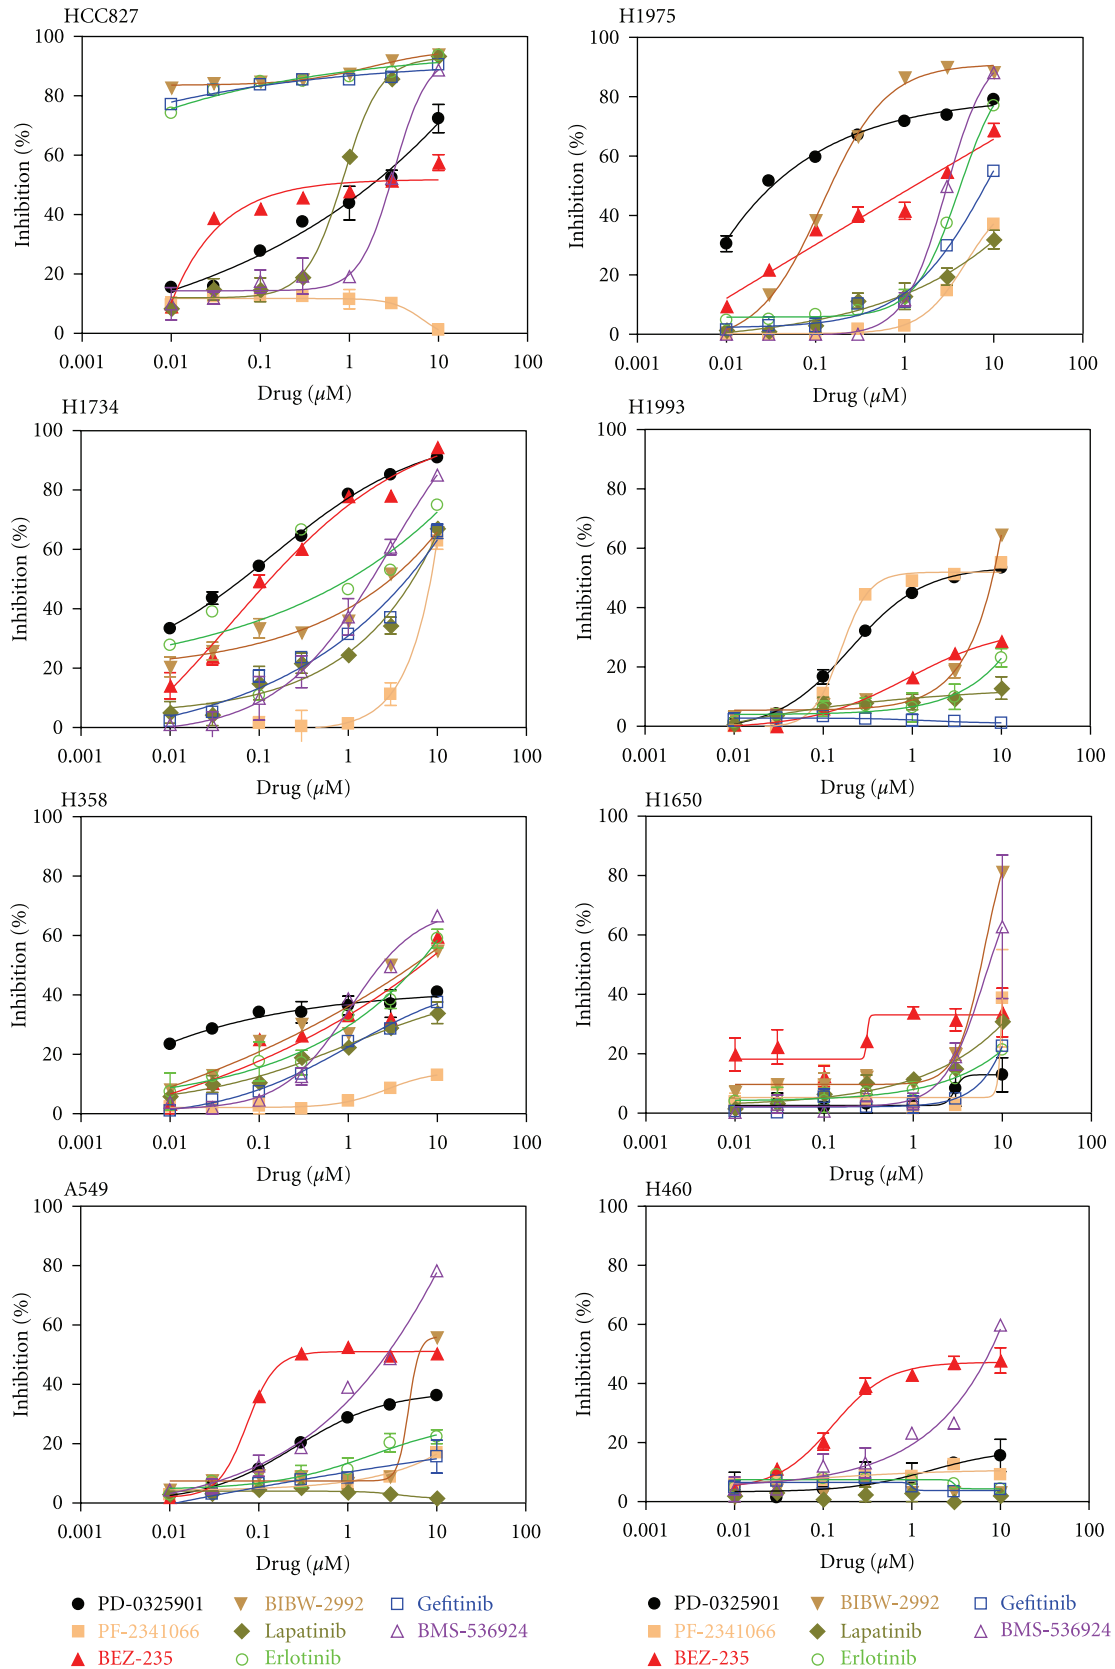 HCC827
100
80
60
40
20
0
Inhibition (%)
0.01
0.001
0.1
1
10
100
Drug (μM)
H1975
100
80
60
40
20
0
Inhibition (%)
0.001
0.01
0.1
1
10
100
Drug (μM)
H1734
100
80
60
40
20
0
Inhibition (%)
0.001
0.01
0.1
1
10
100
Drug (μM)
H1993
100
80
60
40
20
0
Inhibition (%)
0.001
0.01
0.1
1
10
100
Drug (μM)
H358
100
80
60
40
20
0
Inhibition (%)
0.001
0.01
0.1
1
10
100
Drug (μM)
H1650
100
80
60
40
20
0
Inhibition (%)
0.001
0.01
0.1
1
10
100
Drug (μM)
A549
100
80
60
40
20
0
Inhibition (%)
0.001
0.01
0.1
1
10
100
Drug (μM)
H460
100
80
60
40
20
0
Inhibition (%)
0.001
0.01
0.1
1
10
100
Drug (μM)
PD-0325901
BIBW-2992
Gefitinib
PF-2341066
Lapatinib
BMS-536924
BEZ-235
Erlotinib
PD-0325901
BIBW-2992
Gefitinib
PF-2341066
Lapatinib
BMS-536924
BEZ-235
Erlotinib